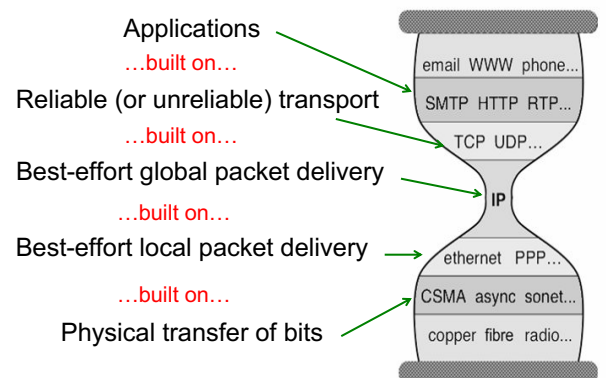 Applications
…built on…
Reliable (or unreliable) transport
…built on…
Best-effort global packet delivery
…built on…
Best-effort local packet delivery
…built on…
Physical transfer of bits
email WWW phone...
SMTP HTTP RTP...
TCP UDP...
IP
ethernet PPP...
CSMA async sonet...
copper fibre radio...